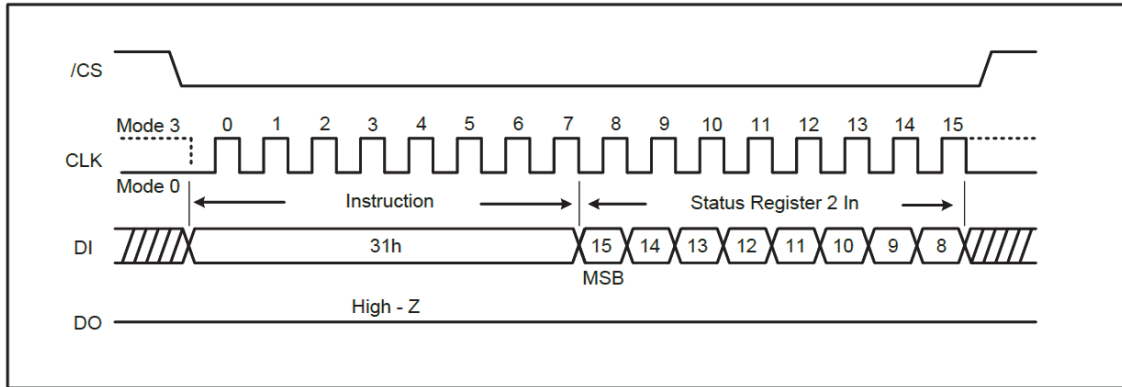 /CS
Mode 3 0 1 2 3 4 5 6 7 8 9 10 11 12 13 14 15
CLK
Mode 0
Instruction Status Register 2 In
DI 31h 15 14 13 12 11 10 9 8
MSB
High - Z
DO